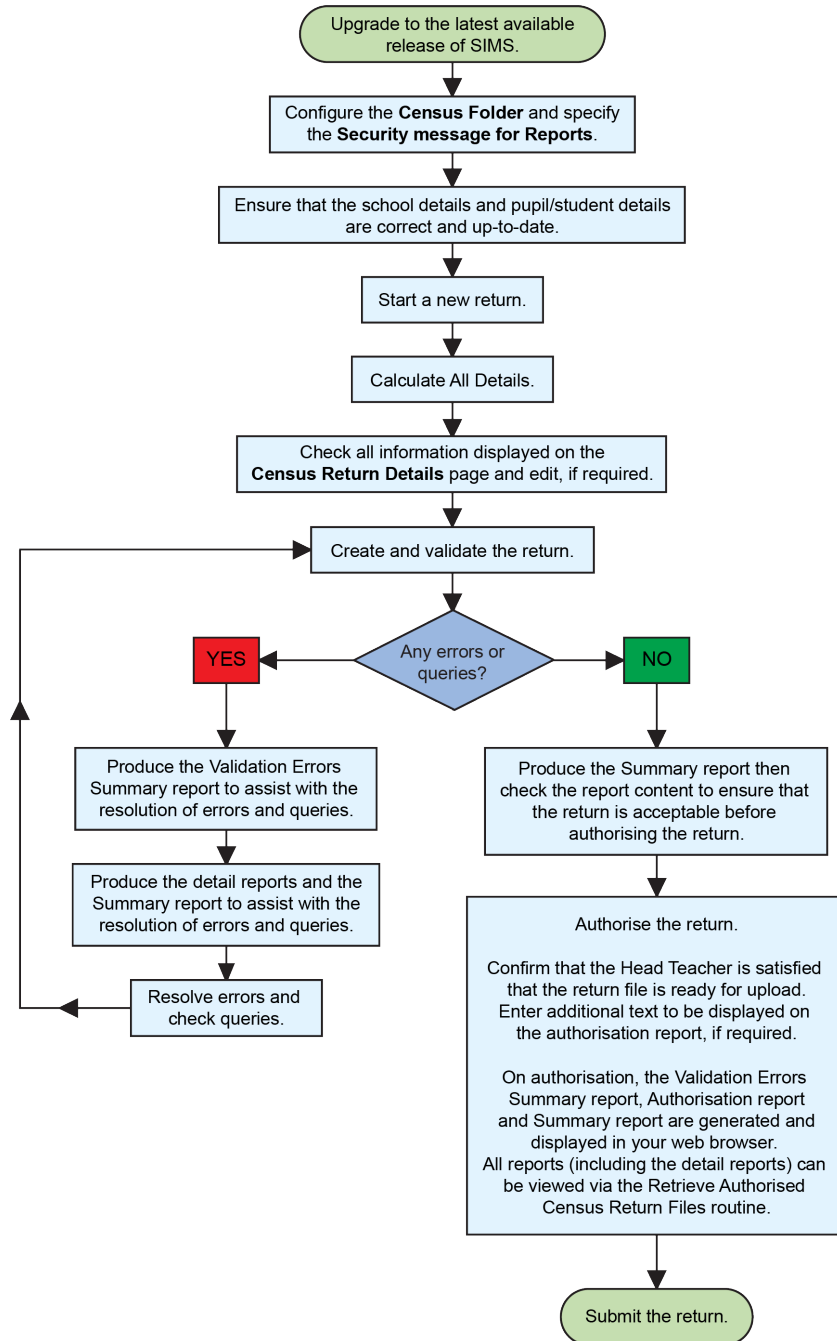 Upgrade to the latest available
release of SIMS.
Configure the Census Folder and specify
the Security message for Reports.
Ensure that the school details and pupil/student details
are correct and up-to-date.
Start a new return.
Calculate All Details.
Check all information displayed on the
Census Return Details page and edit, if required.
Create and validate the return.
Any errors or
queries?
YES
NO
Produce the Validation Errors
Summary report to assist with the
resolution of errors and queries.
Produce the detail reports and the
Summary report to assist with the
resolution of errors and queries.
Resolve errors and
check queries.
Produce the Summary report then
check the report content to ensure that
the return is acceptable before
authorising the return.
Authorise the return.
Confirm that the Head Teacher is satisfied
that the return file is ready for upload.
Enter additional text to be displayed on
the authorisation report, if required.
On authorisation, the Validation Errors
Summary report, Authorisation report
and Summary report are generated and
displayed in your web browser.
All reports (including the detail reports) can
be viewed via the Retrieve Authorised
Census Return Files routine.
Submit the return.